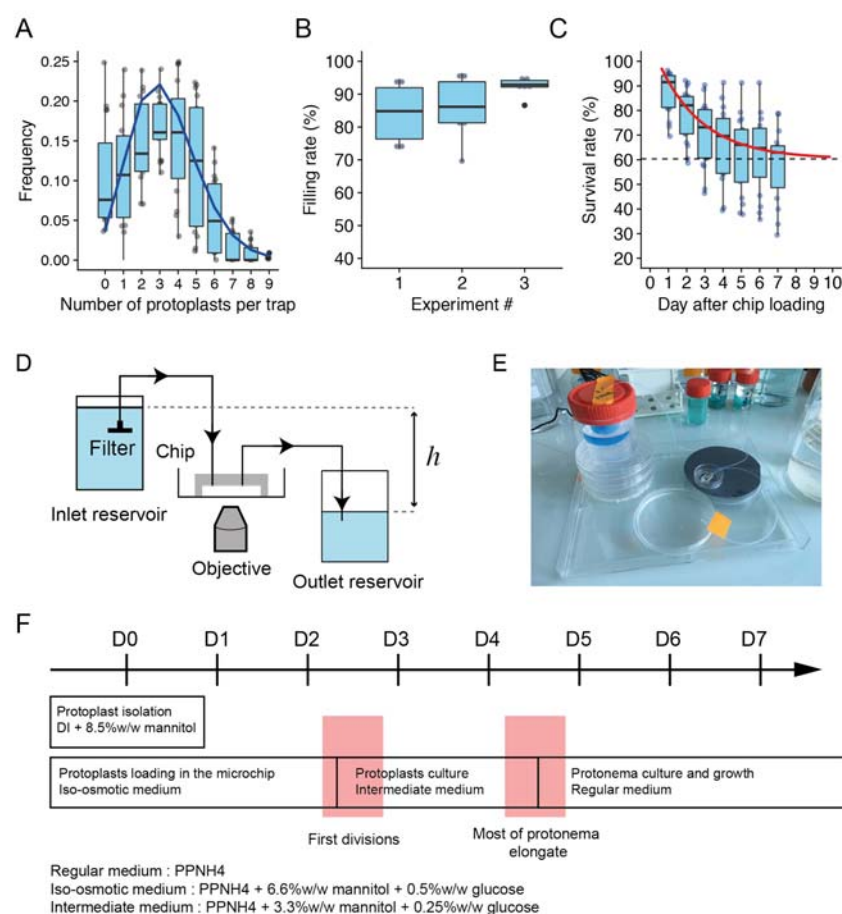 A
B
C
0.25
0.20
0.15
0.10
0.05
0.00
Frequency
0 1 2 3 4 5 6 7 8 9
Number of protoplasts per trap
100
90
80
70
60
50
40
Filling rate (%)
1 2 3
Experiment #
100
90
80
70
60
50
40
30
20
Survival rate (%)
0 1 2 3 4 5 6 7 8 9 10
Day after chip loading
D
E
Filter
Chip
h
Inlet reservoir
Objective
Outlet reservoir
F
D0 D1 D2 D3 D4 D5 D6 D7
Protoplast isolation
DI + 8.5%w/w mannitol
Protoplasts loading in the microchip
Iso-osmotic medium
Protoplasts culture
Intermediate medium
Protonema culture and growth
Regular medium
First divisions
Most of protonema
elongate
Regular medium : PPNH4
Iso-osmotic medium : PPNH4 + 6.6%w/w mannitol + 0.5%w/w glucose
Intermediate medium : PPNH4 + 3.3%w/w mannitol + 0.25%w/w glucose